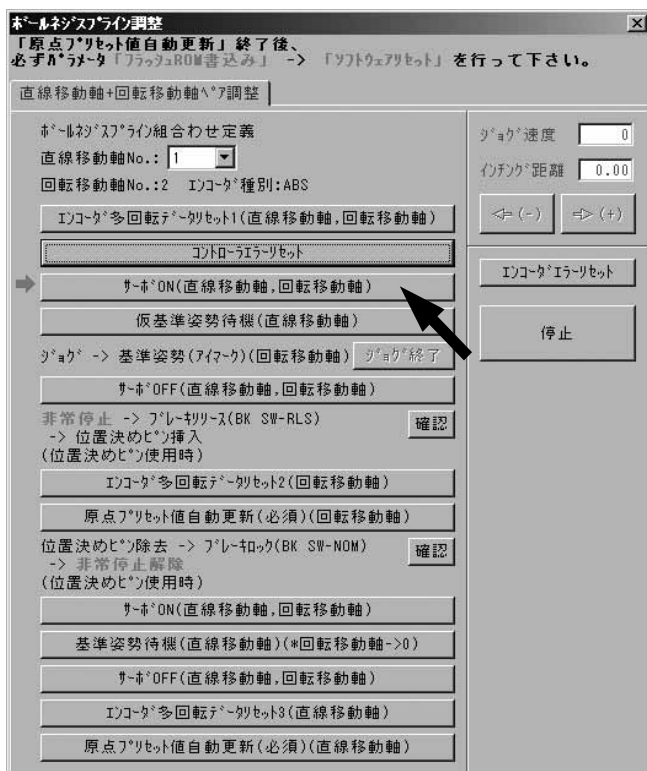 ﾎﾞｰﾙﾈｼﾞｽﾌﾟﾗｲﾝ調整
「原点ﾌﾟﾘｾｯﾄ値自動更新」終了後、
必ずﾊﾟﾗﾒｰﾀ「ﾌﾗｯｼｭROM書込み」 -> 「ｿﾌﾄｳｪｱﾘｾｯﾄ」を行って下さい。
直線移動軸+回転移動軸ﾍﾟｱ調整
ﾎﾞｰﾙﾈｼﾞｽﾌﾟﾗｲﾝ組合わせ定義
直線移動軸No.: 1
回転移動軸No.:2 ｴﾝｺｰﾀﾞ種別:ABS
ｴﾝｺｰﾀﾞ多回転ﾃﾞｰﾀﾘｾｯﾄ1(直線移動軸,回転移動軸)
ｺﾝﾄﾛｰﾗｴﾗｰﾘｾｯﾄ
ｻｰﾎﾞON(直線移動軸,回転移動軸)
仮基準姿勢待機(直線移動軸)
ｼﾞｮｸﾞ -> 基準姿勢(ｱｲﾏｰｸ)(回転移動軸) ｼﾞｮｸﾞ終了
ｻｰﾎﾞOFF(直線移動軸,回転移動軸)
非常停止 -> ﾌﾞﾚｰｷﾘﾘｰｽ(BK SW-RLS) 確認
-> 位置決めﾋﾟﾝ挿入
(位置決めﾋﾟﾝ使用時)
ｴﾝｺｰﾀﾞ多回転ﾃﾞｰﾀﾘｾｯﾄ2(回転移動軸)
原点ﾌﾟﾘｾｯﾄ値自動更新(必須)(回転移動軸)
位置決めﾋﾟﾝ除去 -> ﾌﾞﾚｰｷﾛｯｸ(BK SW-NOM) 確認
-> 非常停止解除
(位置決めﾋﾟﾝ使用時)
ｻｰﾎﾞON(直線移動軸,回転移動軸)
基準姿勢待機(直線移動軸)(*回転移動軸->0)
ｻｰﾎﾞOFF(直線移動軸,回転移動軸)
ｴﾝｺｰﾀﾞ多回転ﾃﾞｰﾀﾘｾｯﾄ3(直線移動軸)
原点ﾌﾟﾘｾｯﾄ値自動更新(必須)(直線移動軸)
ｼﾞｮｸﾞ速度 0
ｲﾝﾁﾝｸﾞ距離 0.00
(-) (+)
ｴﾝｺｰﾀﾞｴﾗｰﾘｾｯﾄ
停止